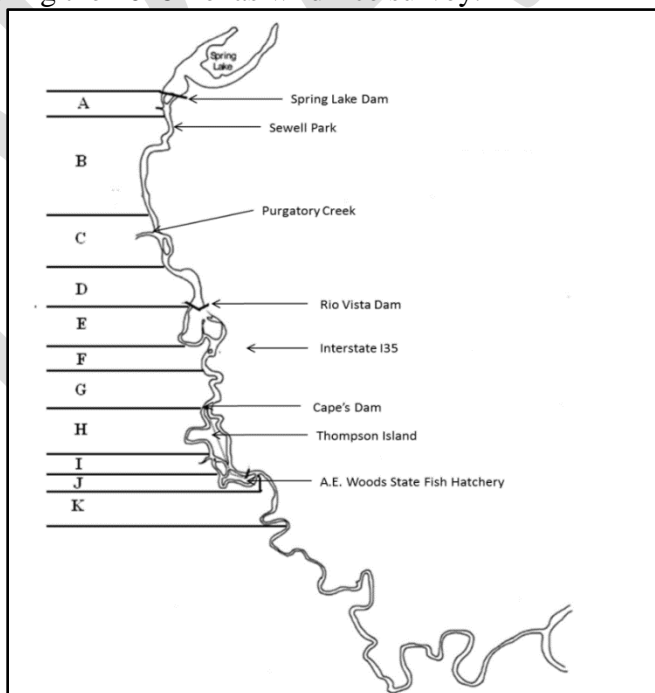 Spring
Lake
A
Spring Lake Dam
Sewell Park
B
Purgatory Creek
C
D
Rio Vista Dam
E
Interstate I35
F
G
Cape's Dam
H
Thompson Island
I
A.E. Woods State Fish Hatchery
J
K